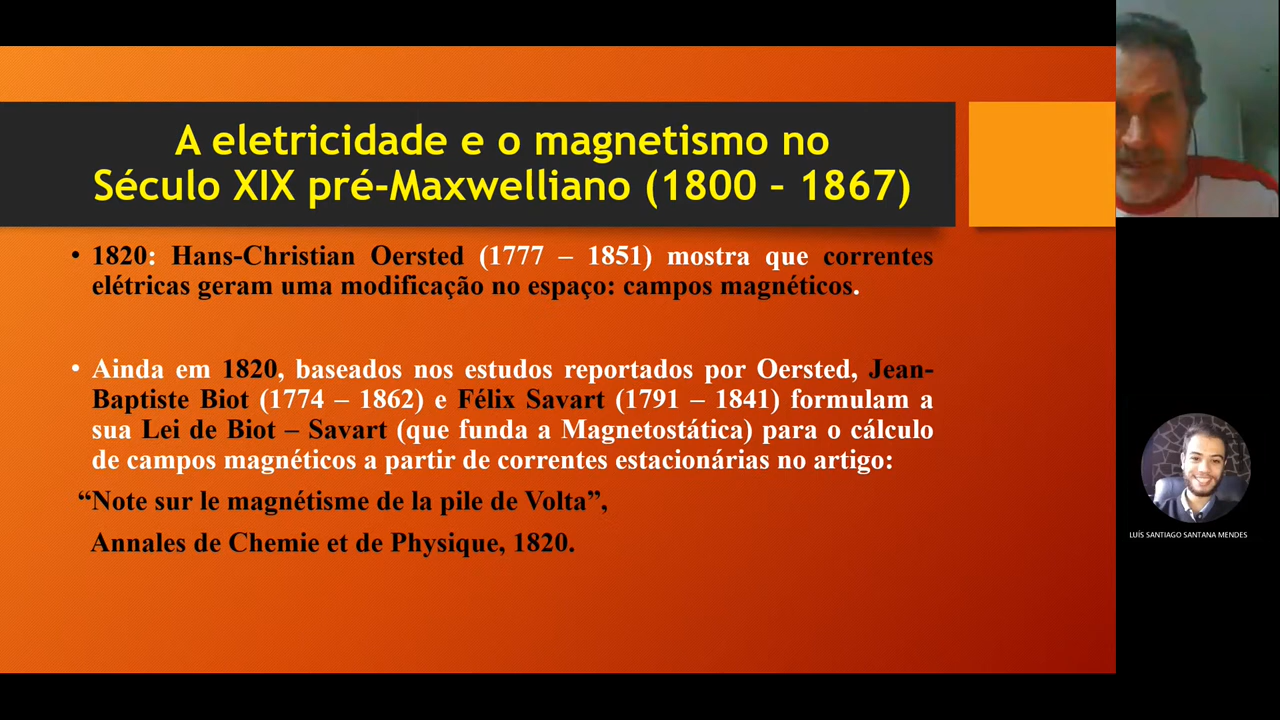 A eletricidade e o magnetismo no
Século XIX pré-Maxwelliano (1800 – 1867)
• 1820: Hans-Christian Oersted (1777 – 1851) mostra que correntes
elétricas geram uma modificação no espaço: campos magnéticos.
• Ainda em 1820, baseados nos estudos reportados por Oersted, Jean-
Baptiste Biot (1774 – 1862) e Félix Savart (1791 – 1841) formulam a
sua Lei de Biot – Savart (que funda a Magnetostática) para o cálculo
de campos magnéticos a partir de correntes estacionárias no artigo:
“Note sur le magnétisme de la pile de Volta”,
Annales de Chemie et de Physique, 1820.
LUÍS SANTIAGO SANTANA MENDES